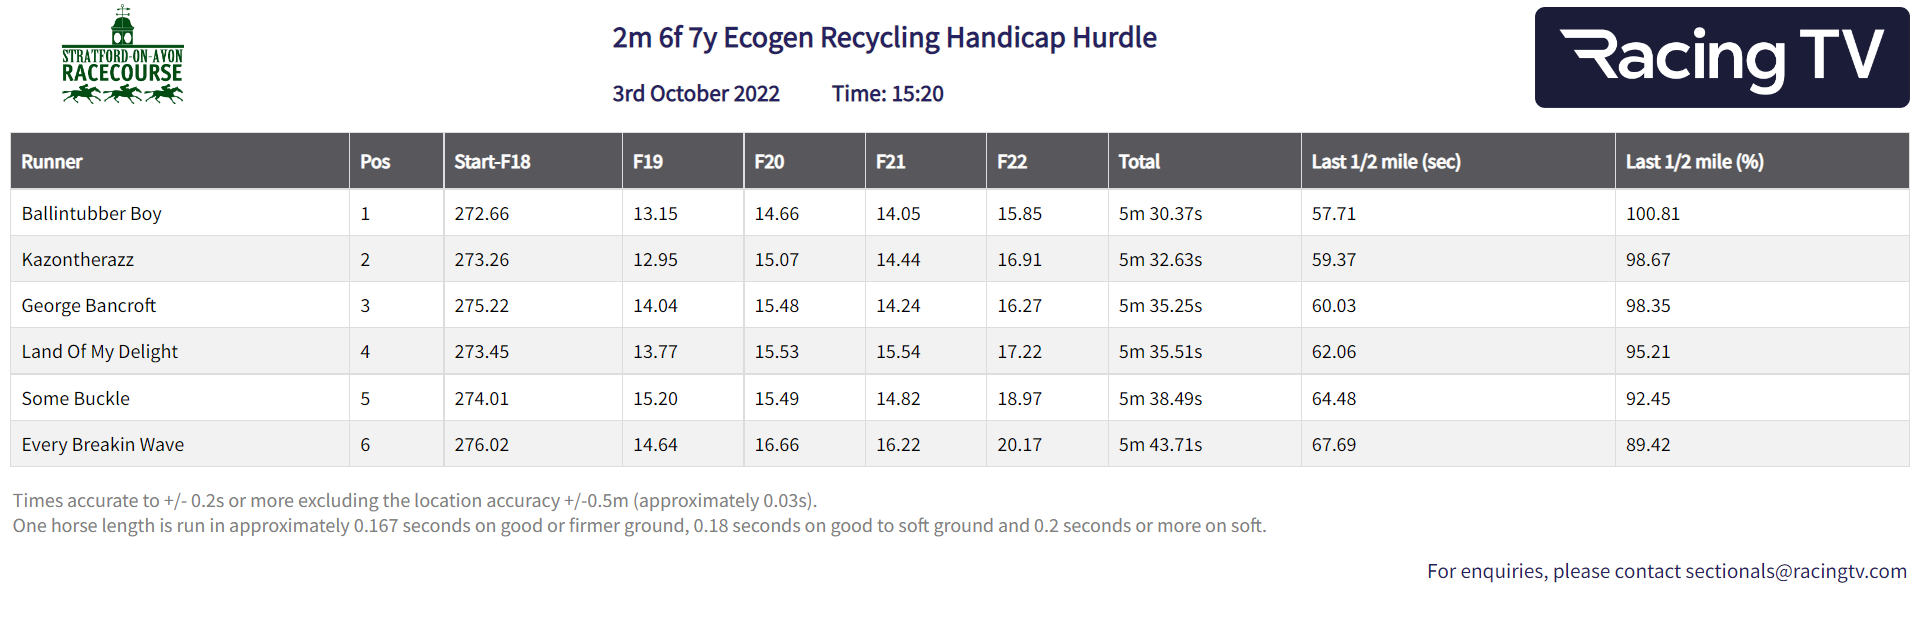 STRATFORD-ON-AVON
RACECOURSE
2m 6f 7y Ecogen Recycling Handicap Hurdle
3rd October 2022 Time: 15:20
Racing TV
Runner Pos Start-F18 F19 F20 F21 F22 Total Last 1/2 mile (sec) Last 1/2 mile (%)
Ballintubber Boy 1 272.66 13.15 14.66 14.05 15.85 5m 30.37s 57.71 100.81
Kazontherazz 2 273.26 12.95 15.07 14.44 16.91 5m 32.63s 59.37 98.67
George Bancroft 3 275.22 14.04 15.48 14.24 16.27 5m 35.25s 60.03 98.35
Land Of My Delight 4 273.45 13.77 15.53 15.54 17.22 5m 35.51s 62.06 95.21
Some Buckle 5 274.01 15.20 15.49 14.82 18.97 5m 38.49s 64.48 92.45
Every Breakin Wave 6 276.02 14.64 16.66 16.22 20.17 5m 43.71s 67.69 89.42
Times accurate to +/- 0.2s or more excluding the location accuracy +/-0.5m (approximately 0.03s).
One horse length is run in approximately 0.167 seconds on good or firmer ground, 0.18 seconds on good to soft ground and 0.2 seconds or more on soft.
For enquiries, please contact sectionals@racingtv.com